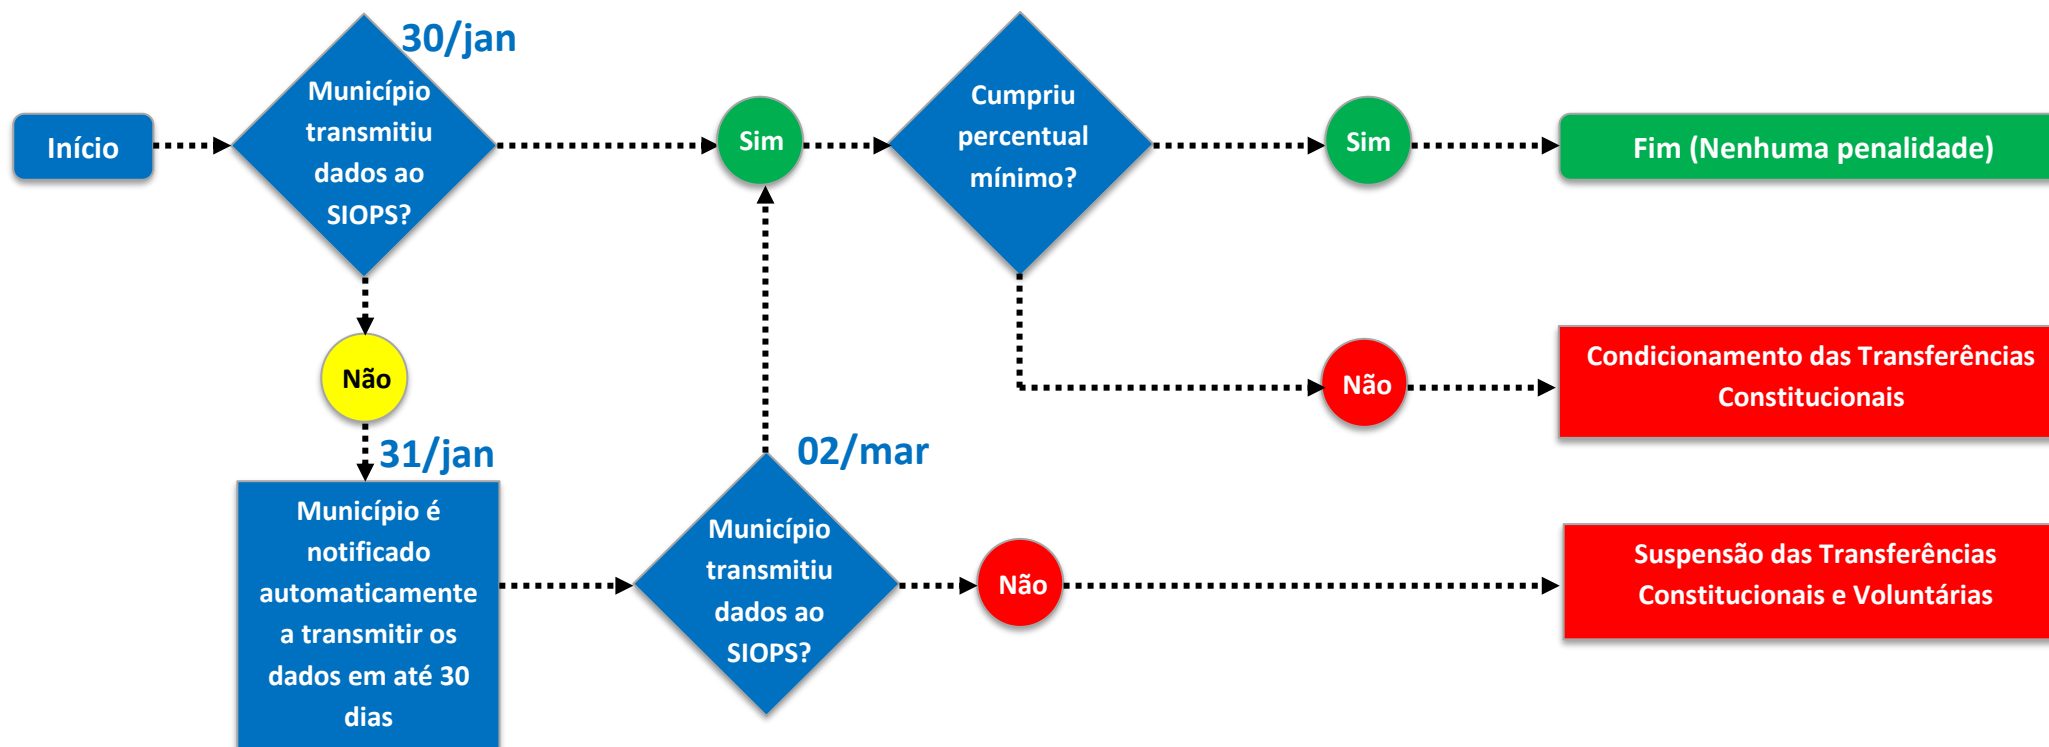 30/jan
Início
Município
transmitiu
dados ao
SIOPS?
Sim
Cumpriu
percentual
mínimo?
Sim
Fim (Nenhuma penalidade)
Não
Não
Condicionamento das Transferências
Constitucionais
31/jan
Município é
notificado
automaticamente
a transmitir os
dados em até 30
dias
02/mar
Município
transmitiu
dados ao
SIOPS?
Não
Suspensão das Transferências
Constitucionais e Voluntárias